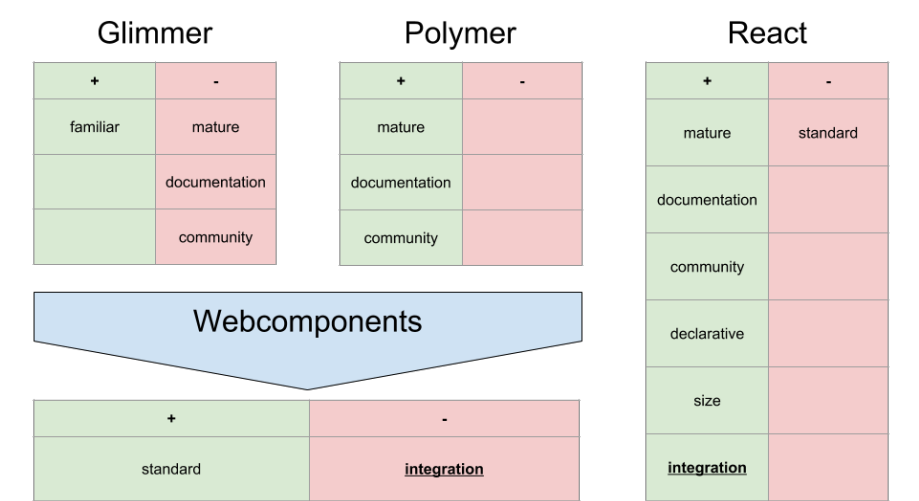 Glimmer
+ -
familiar mature
documentation
community
Polymer
+ -
mature
documentation
community
Webcomponents
+ -
standard integration
React
+ -
mature standard
documentation
community
declarative
size
integration